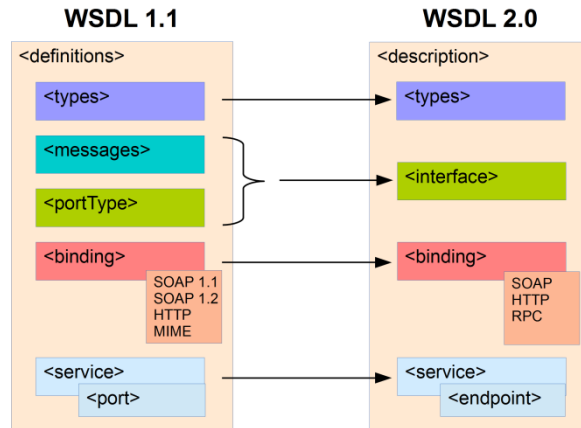 WSDL 1.1
<definitions>
<types>
<messages>
<portType>
<binding>
SOAP 1.1
SOAP 1.2
HTTP
MIME
<service>
<port>
WSDL 2.0
<description>
<types>
<interface>
<binding>
SOAP
HTTP
RPC
<service>
<endpoint>